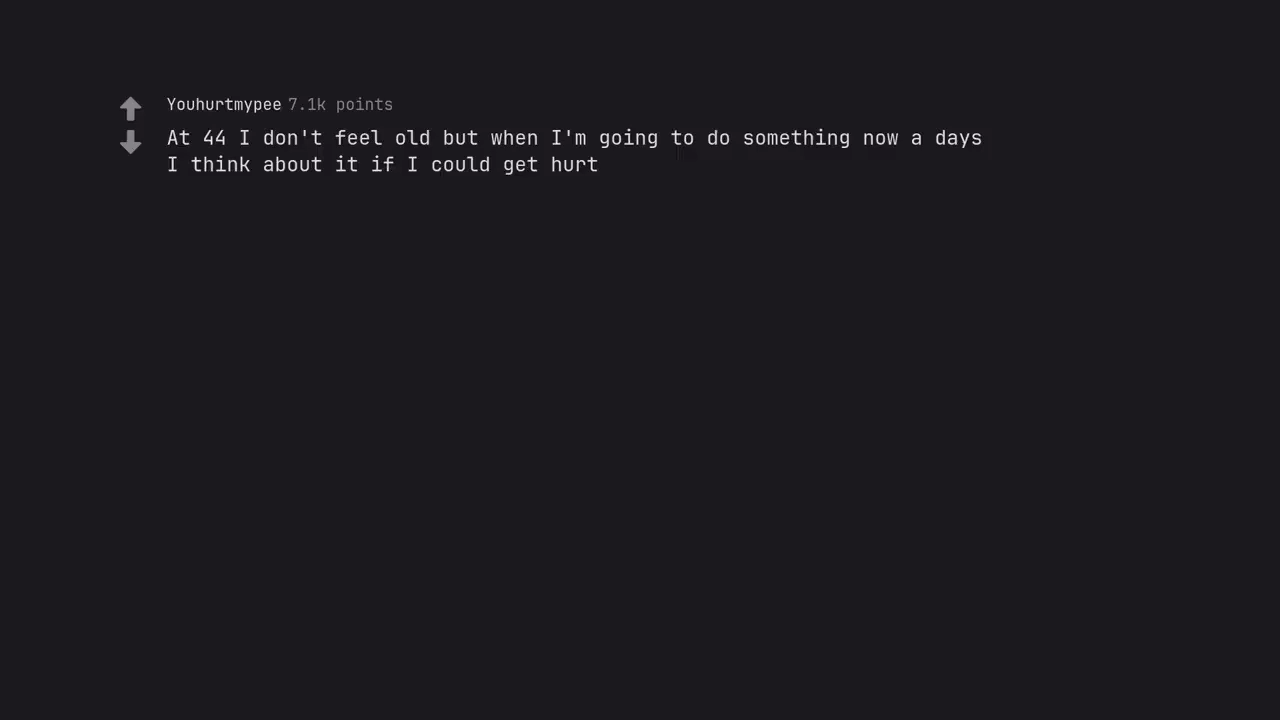 Youhurtmypee 7.1k points
At 44 I don't feel old but when I'm going to do something now a days
I think about it if I could get hurt